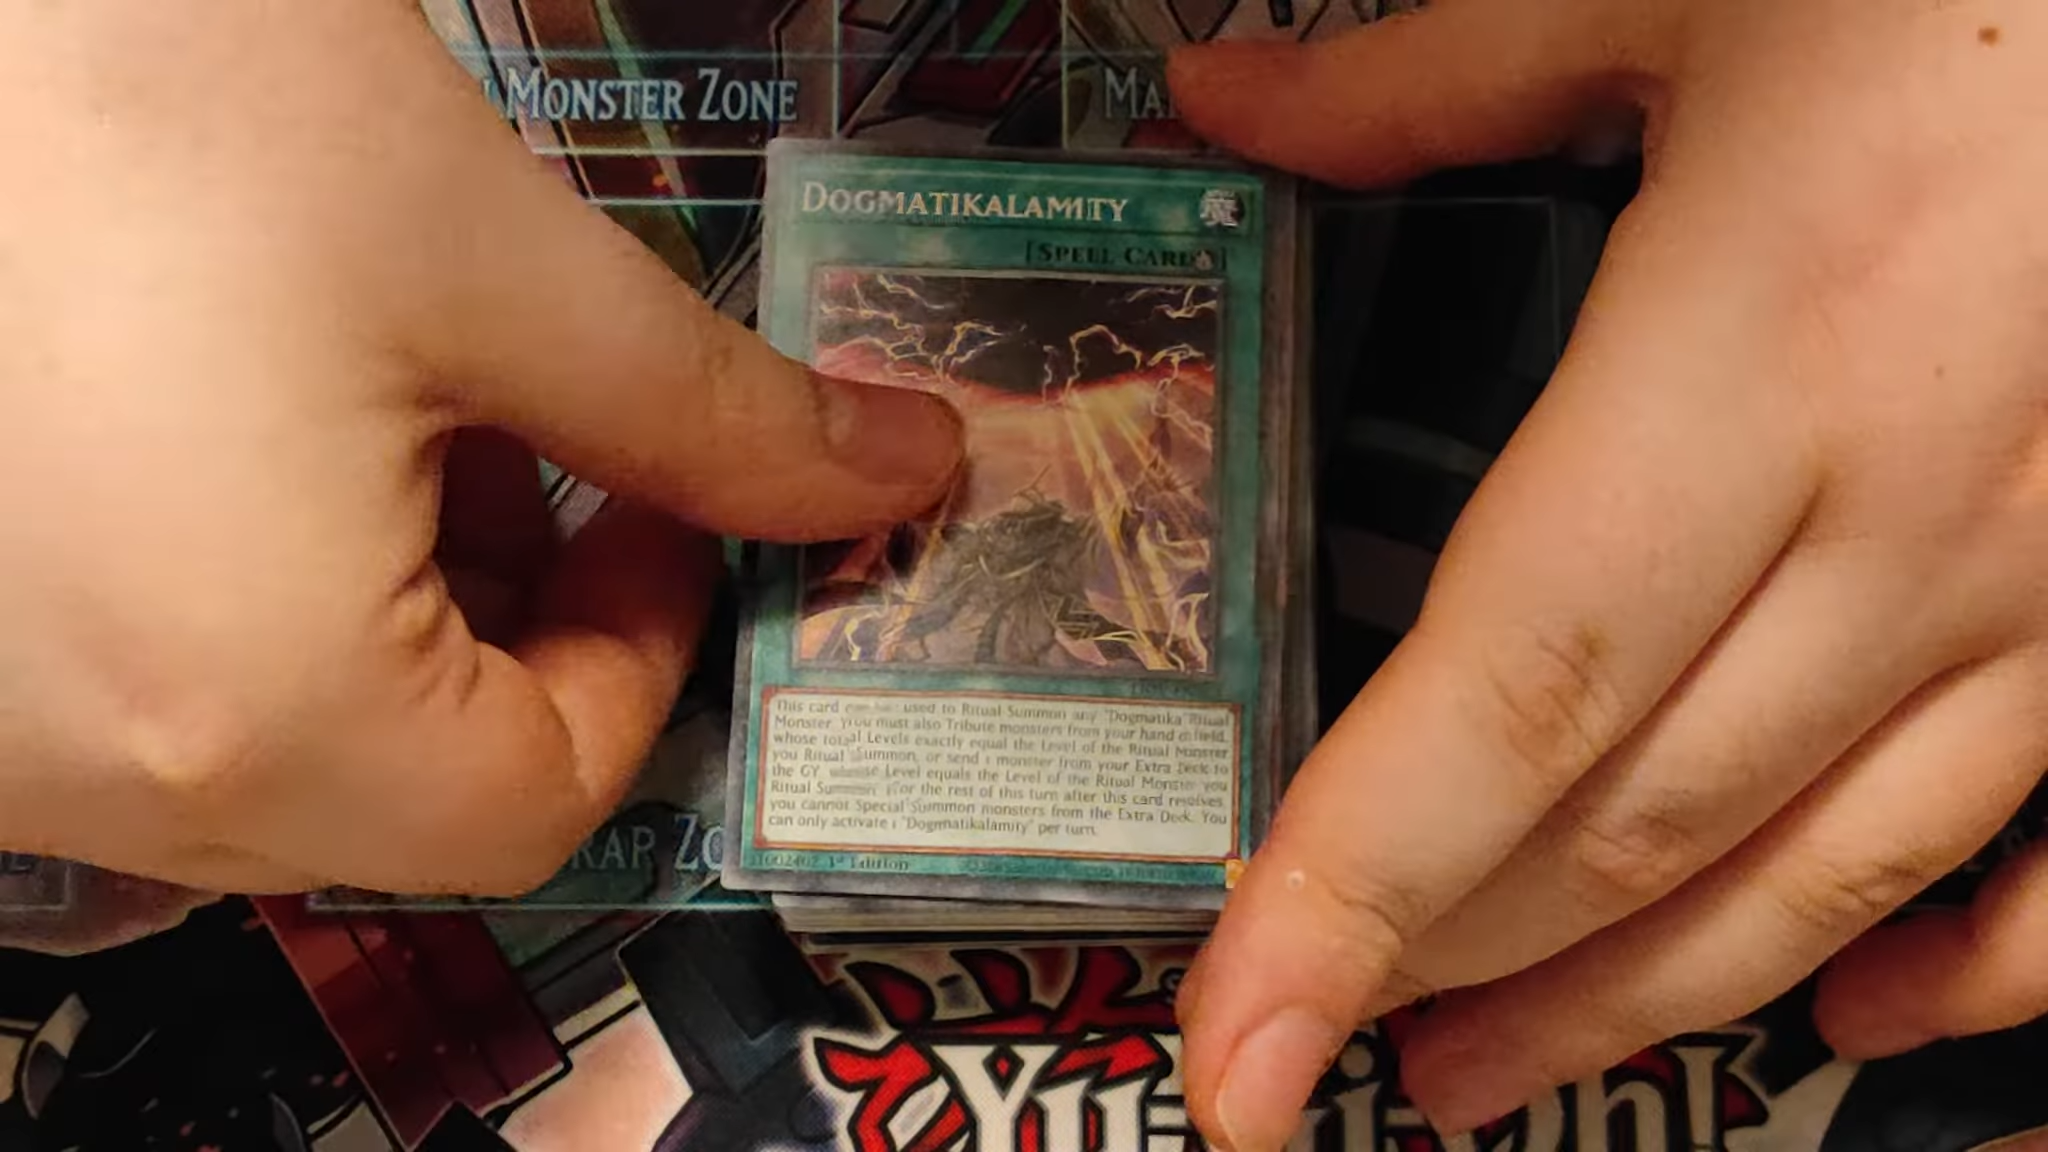 MONSTER ZONE
MAI
DOGMATIKALAMITY
[SPELL CARD]
This card can be used to Ritual Summon any "Dogmatika" Ritual
Monster. You must also Tribute monsters from your hand or field,
whose total Levels exactly equal the Level of the Ritual Monster
you Ritual Summon, or send 1 monster from your Extra Deck to
the GY whose Level equals the Level of the Ritual Monster you
Ritual Summon. For the rest of this turn after this card resolves,
you cannot Special Summon monsters from the Extra Deck. You
can only activate 1 "Dogmatikalamity" per turn.
1st Edition
RAP ZO
Yu-Gi-Oh!